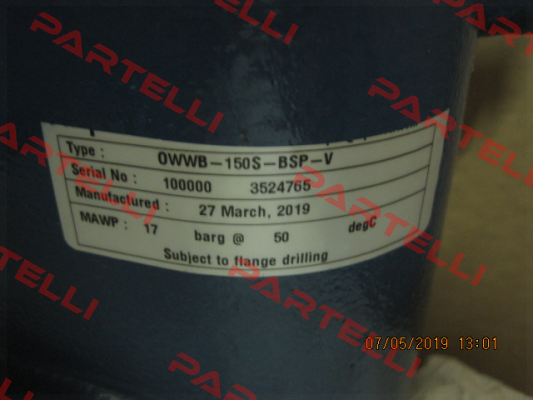 Type : OWWB-150S-BSP-V
Serial No : 100000 3524765
Manufactured : 27 March, 2019
MAWP : 17 barg @ 50 degC
Subject to flange drilling
07/05/2019 13:01
PARTELLI
PARTELLI
PARTELLI
PARTELLI
PARTELLI
PARTELLI